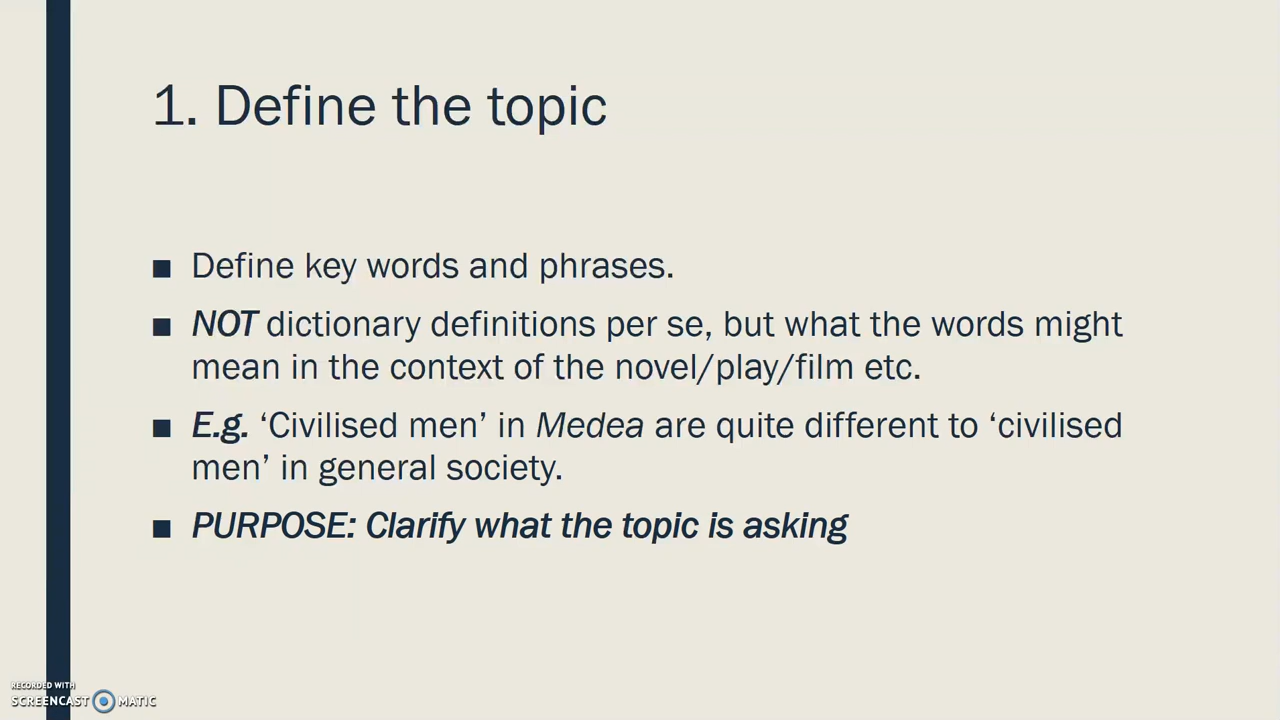 1. Define the topic
■ Define key words and phrases.
■ NOT dictionary definitions per se, but what the words might
mean in the context of the novel/play/film etc.
■ E.g. ‘Civilised men’ in Medea are quite different to ‘civilised
men’ in general society.
■ PURPOSE: Clarify what the topic is asking
RECORDED WITH
SCREENCAST MATIC